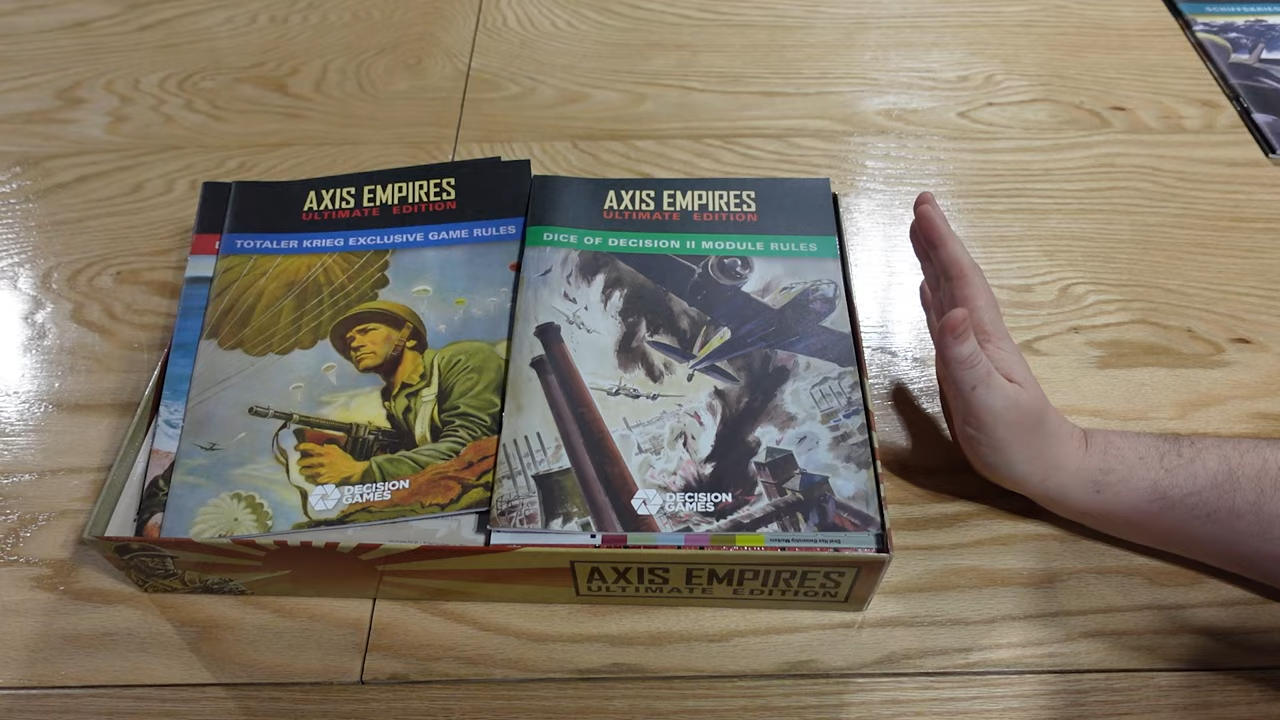 SCHIFFSKRIEG
AXIS EMPIRES
ULTIMATE EDITION
TOTALER KRIEG EXCLUSIVE GAME RULES
DECISION
GAMES
AXIS EMPIRES
ULTIMATE EDITION
DICE OF DECISION II MODULE RULES
DECISION
GAMES
AXIS EMPIRES
ULTIMATE EDITION